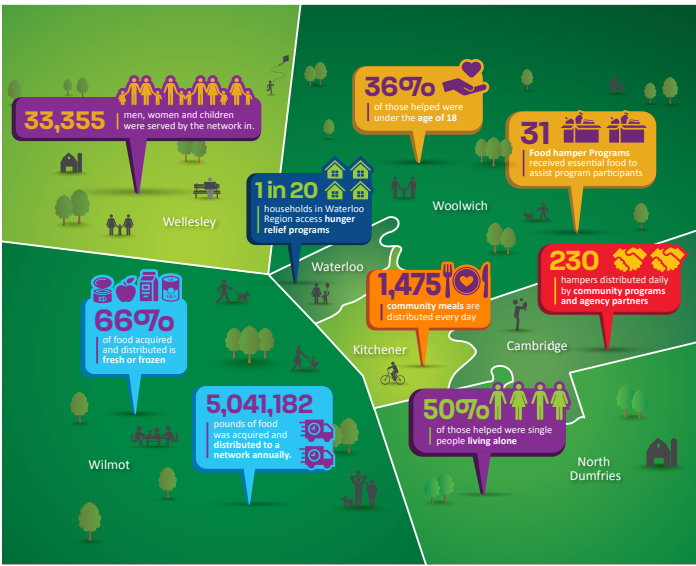 36%
of those helped were
under the age of 18
33,355
men, women and children
were served by the network in.
31
Food hamper Programs
received essential food to
assist program participants
1 in 20
households in Waterloo
Region access hunger
relief programs
Woolwich
Wellesley
230
hampers distributed daily
by community programs
and agency partners
Waterloo
1,475
community meals are
distributed every day
66%
of food acquired
and distributed is
fresh or frozen
Kitchener
Cambridge
5,041,182
pounds of food
was acquired and
distributed to a
network annually.
50%
of those helped were single
people living alone
Wilmot
North
Dumfries